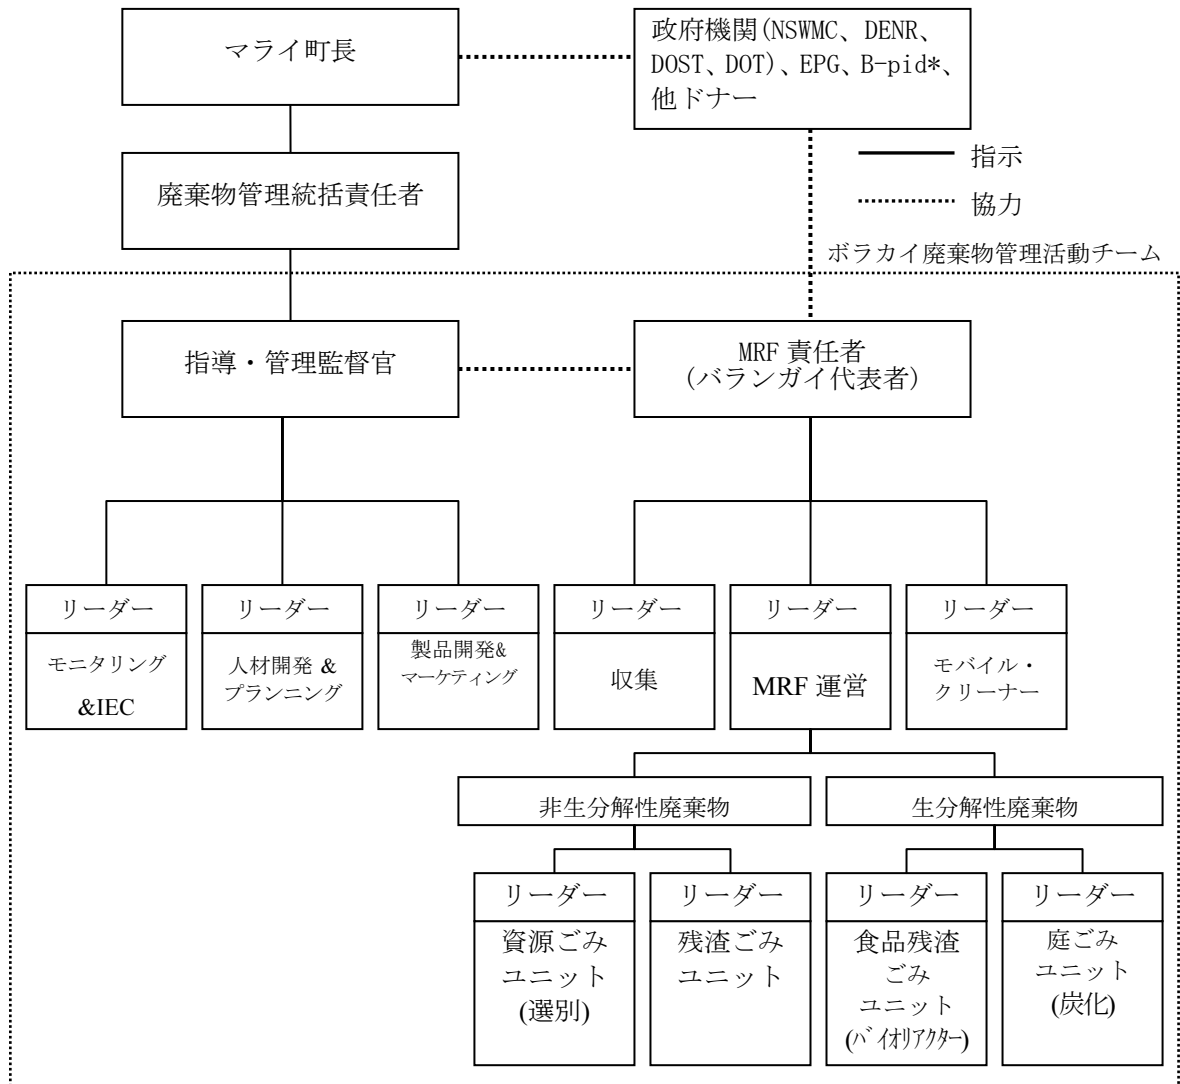 マライ町長
政府機関(NSWMC、DENR、
DOST、DOT)、EPG、B-pid*、
他ドナー
指示
協力
廃棄物管理統括責任者
ボラカイ廃棄物管理活動チーム
指導・管理監督官
MRF 責任者
(バランガイ代表者)
リーダー
モニタリング
&IEC
リーダー
人材開発 &
プランニング
リーダー
製品開発&
マーケティング
リーダー
収集
リーダー
MRF 運営
リーダー
モバイル・
クリーナー
非生分解性廃棄物
生分解性廃棄物
リーダー
資源ごみ
ユニット
(選別)
リーダー
残渣ごみ
ユニット
リーダー
食品残渣
ごみ
ユニット
(バイオリアクター)
リーダー
庭ごみ
ユニット
(炭化)